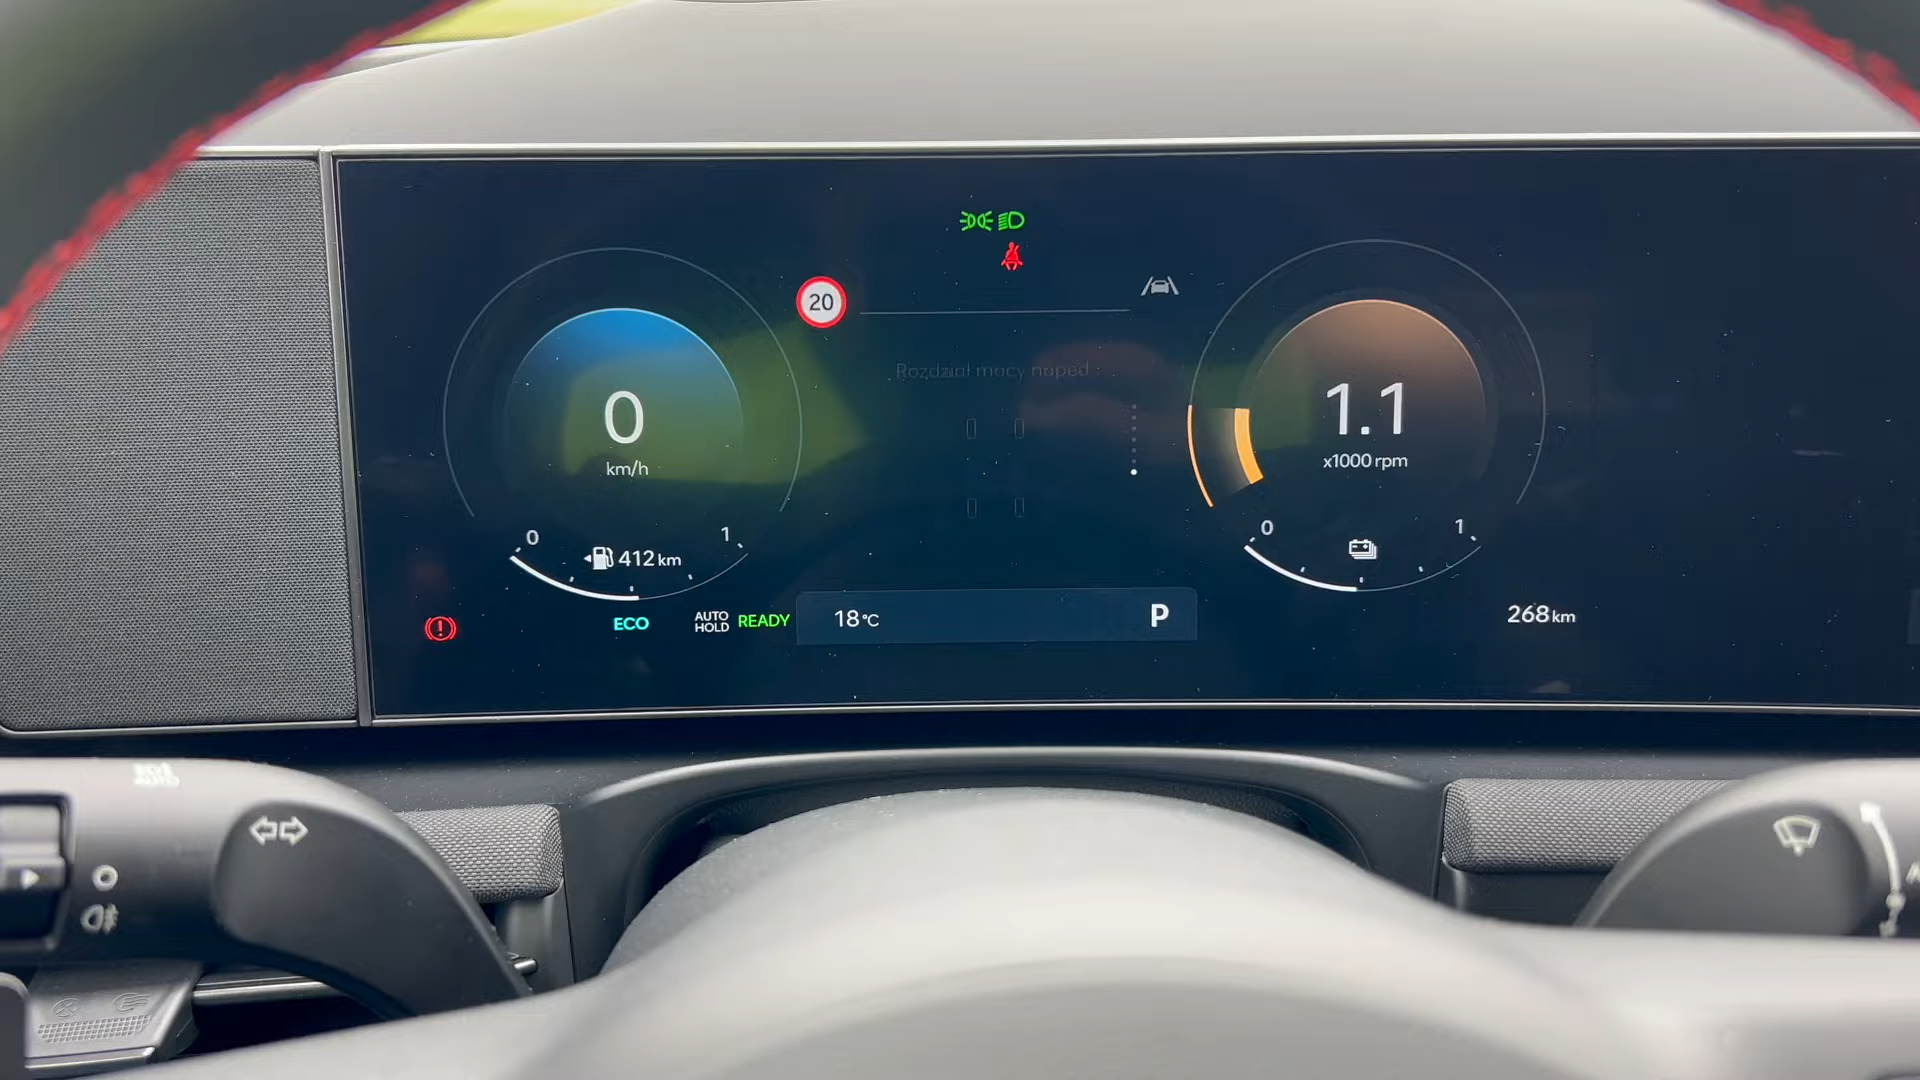 20
Rozdział mocy napęd
0
km/h
1.1
x1000 rpm
0
1
412 km
0
1
ECO
AUTO
HOLD
READY
18°C
P
268 km
AUTO